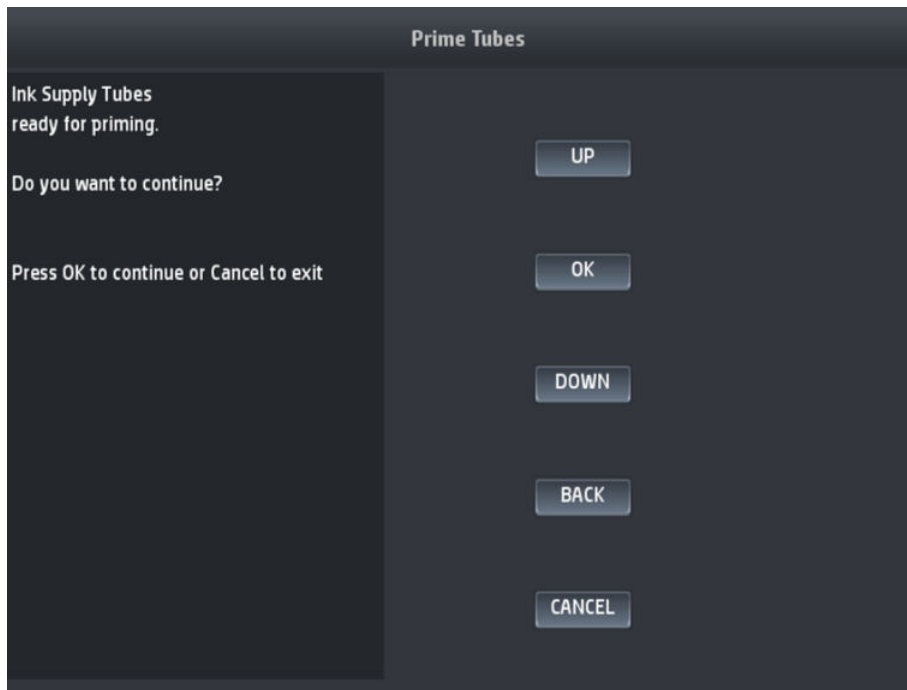 Prime Tubes
Ink Supply Tubes
ready for priming.
Do you want to continue?
Press OK to continue or Cancel to exit
UP
OK
DOWN
BACK
CANCEL